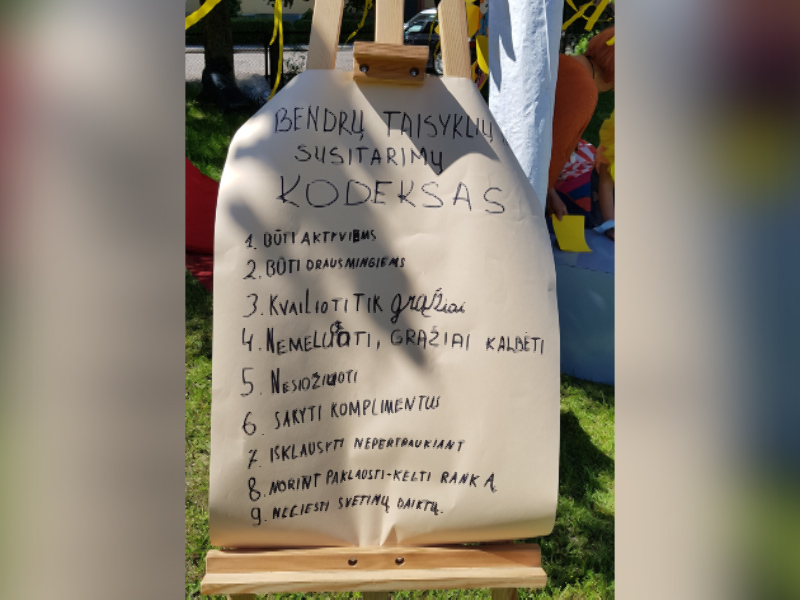 BENDRŲ TAISYKLIŲ
SUSITARIMŲ
KODEKSAS
1. BŪTI AKTYVIEMS
2. BŪTI DRAUSMINGIEMS
3. KVAILIOTI TIK gražiai
4. NEMELUOTI, GRAŽIAI KALBĖTI
5. NESIOŽIUOTI
6. SAKYTI KOMPLIMENTUS
7. IŠKLAUSYTI NEPERTRAUKIANT
8. NORINT PAKLAUSTI-KELTI RANKĄ
9. NELIESTI SVETIMŲ DAIKTŲ.